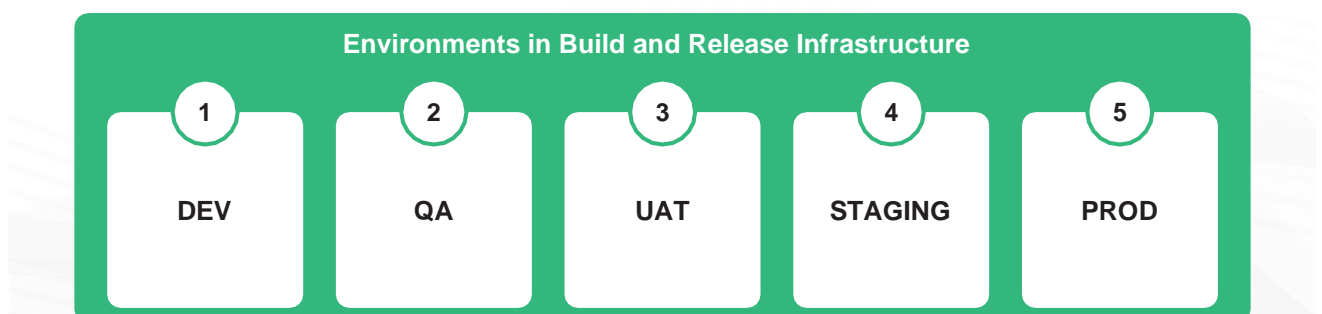 Environments in Build and Release Infrastructure
1 2 3 4 5
DEV QA UAT STAGING PROD